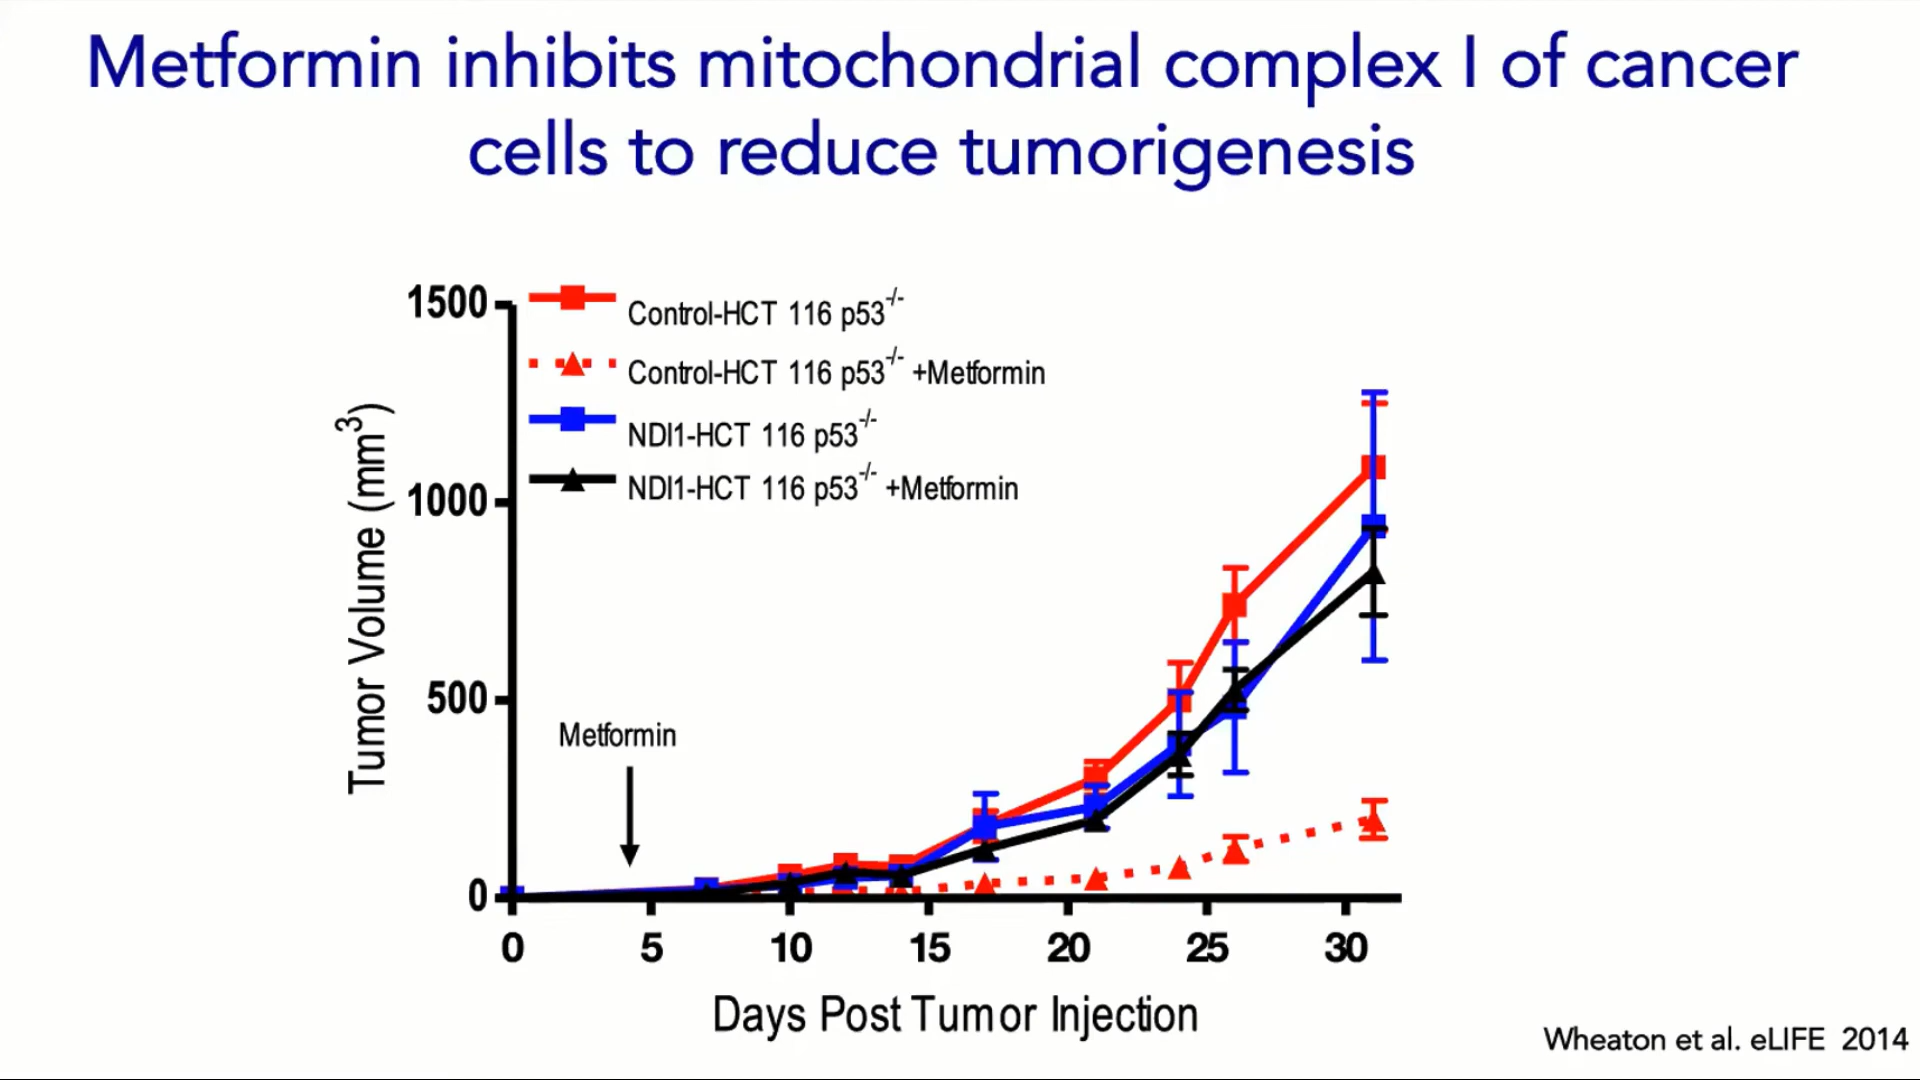 Metformin inhibits mitochondrial complex I of cancer
cells to reduce tumorigenesis
1500
1000
500
0
Tumor Volume (mm³)
Control-HCT 116 p53-/-
Control-HCT 116 p53-/- +Metformin
NDI1-HCT 116 p53-/-
NDI1-HCT 116 p53-/- +Metformin
Metformin
0 5 10 15 20 25 30
Days Post Tumor Injection
Wheaton et al. eLIFE 2014